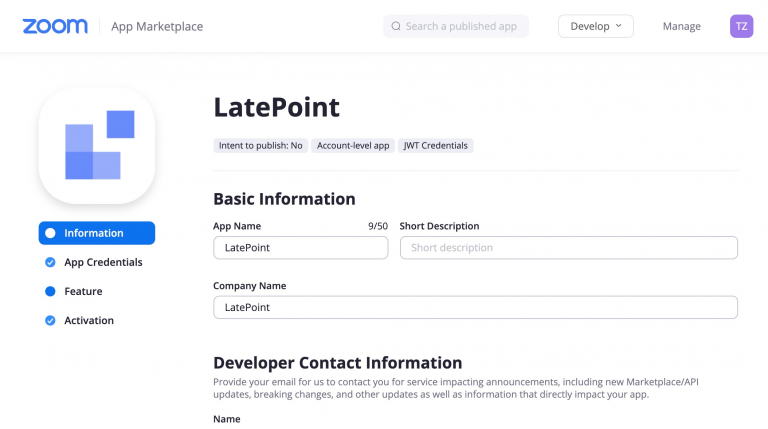 zoom App Marketplace Search a published app Develop Manage TZ
LatePoint
Intent to publish: No Account-level app JWT Credentials
Basic Information
Information
App Name 9/50 Short Description
LatePoint Short description
App Credentials
Feature
Company Name
LatePoint
Activation
Developer Contact Information
Provide your email for us to contact you for service impacting announcements, including new Marketplace/API
updates, breaking changes, and other updates as well as information that directly impact your app.
Name